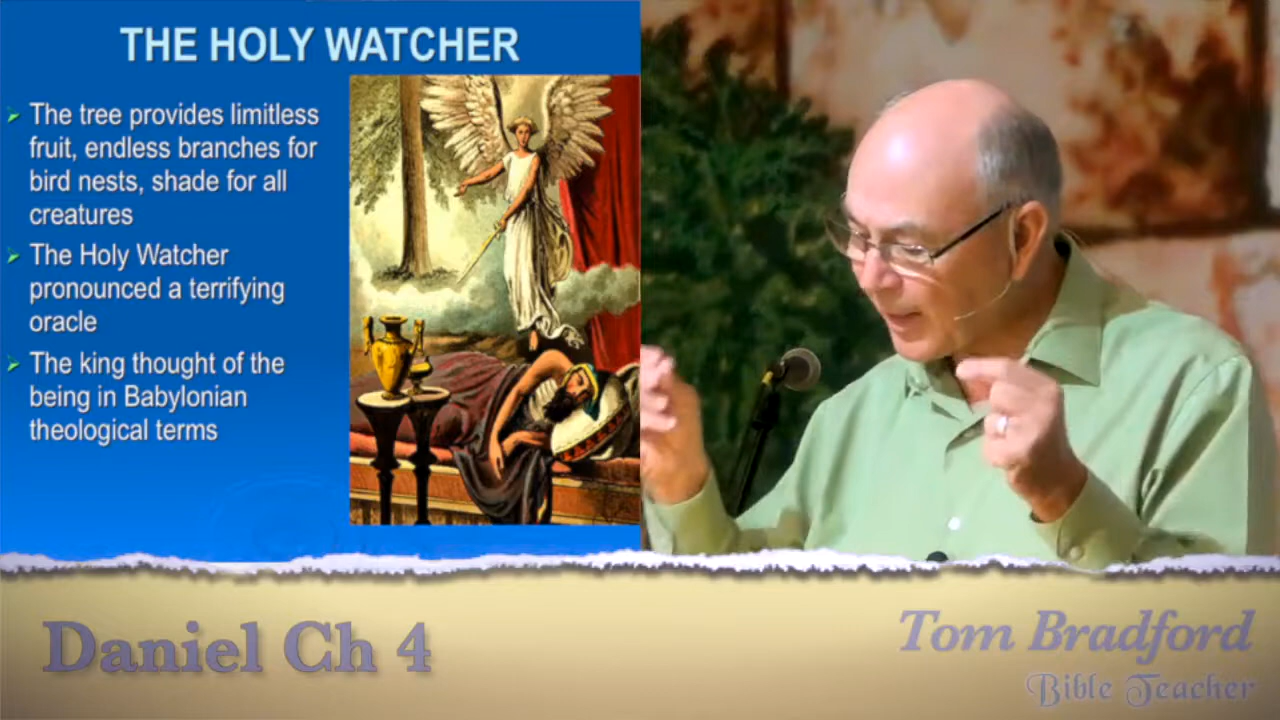 THE HOLY WATCHER
The tree provides limitless
fruit, endless branches for
bird nests, shade for all
creatures
The Holy Watcher
pronounced a terrifying
oracle
The king thought of the
being in Babylonian
theological terms
Daniel Ch 4
Tom Bradford
Bible Teacher